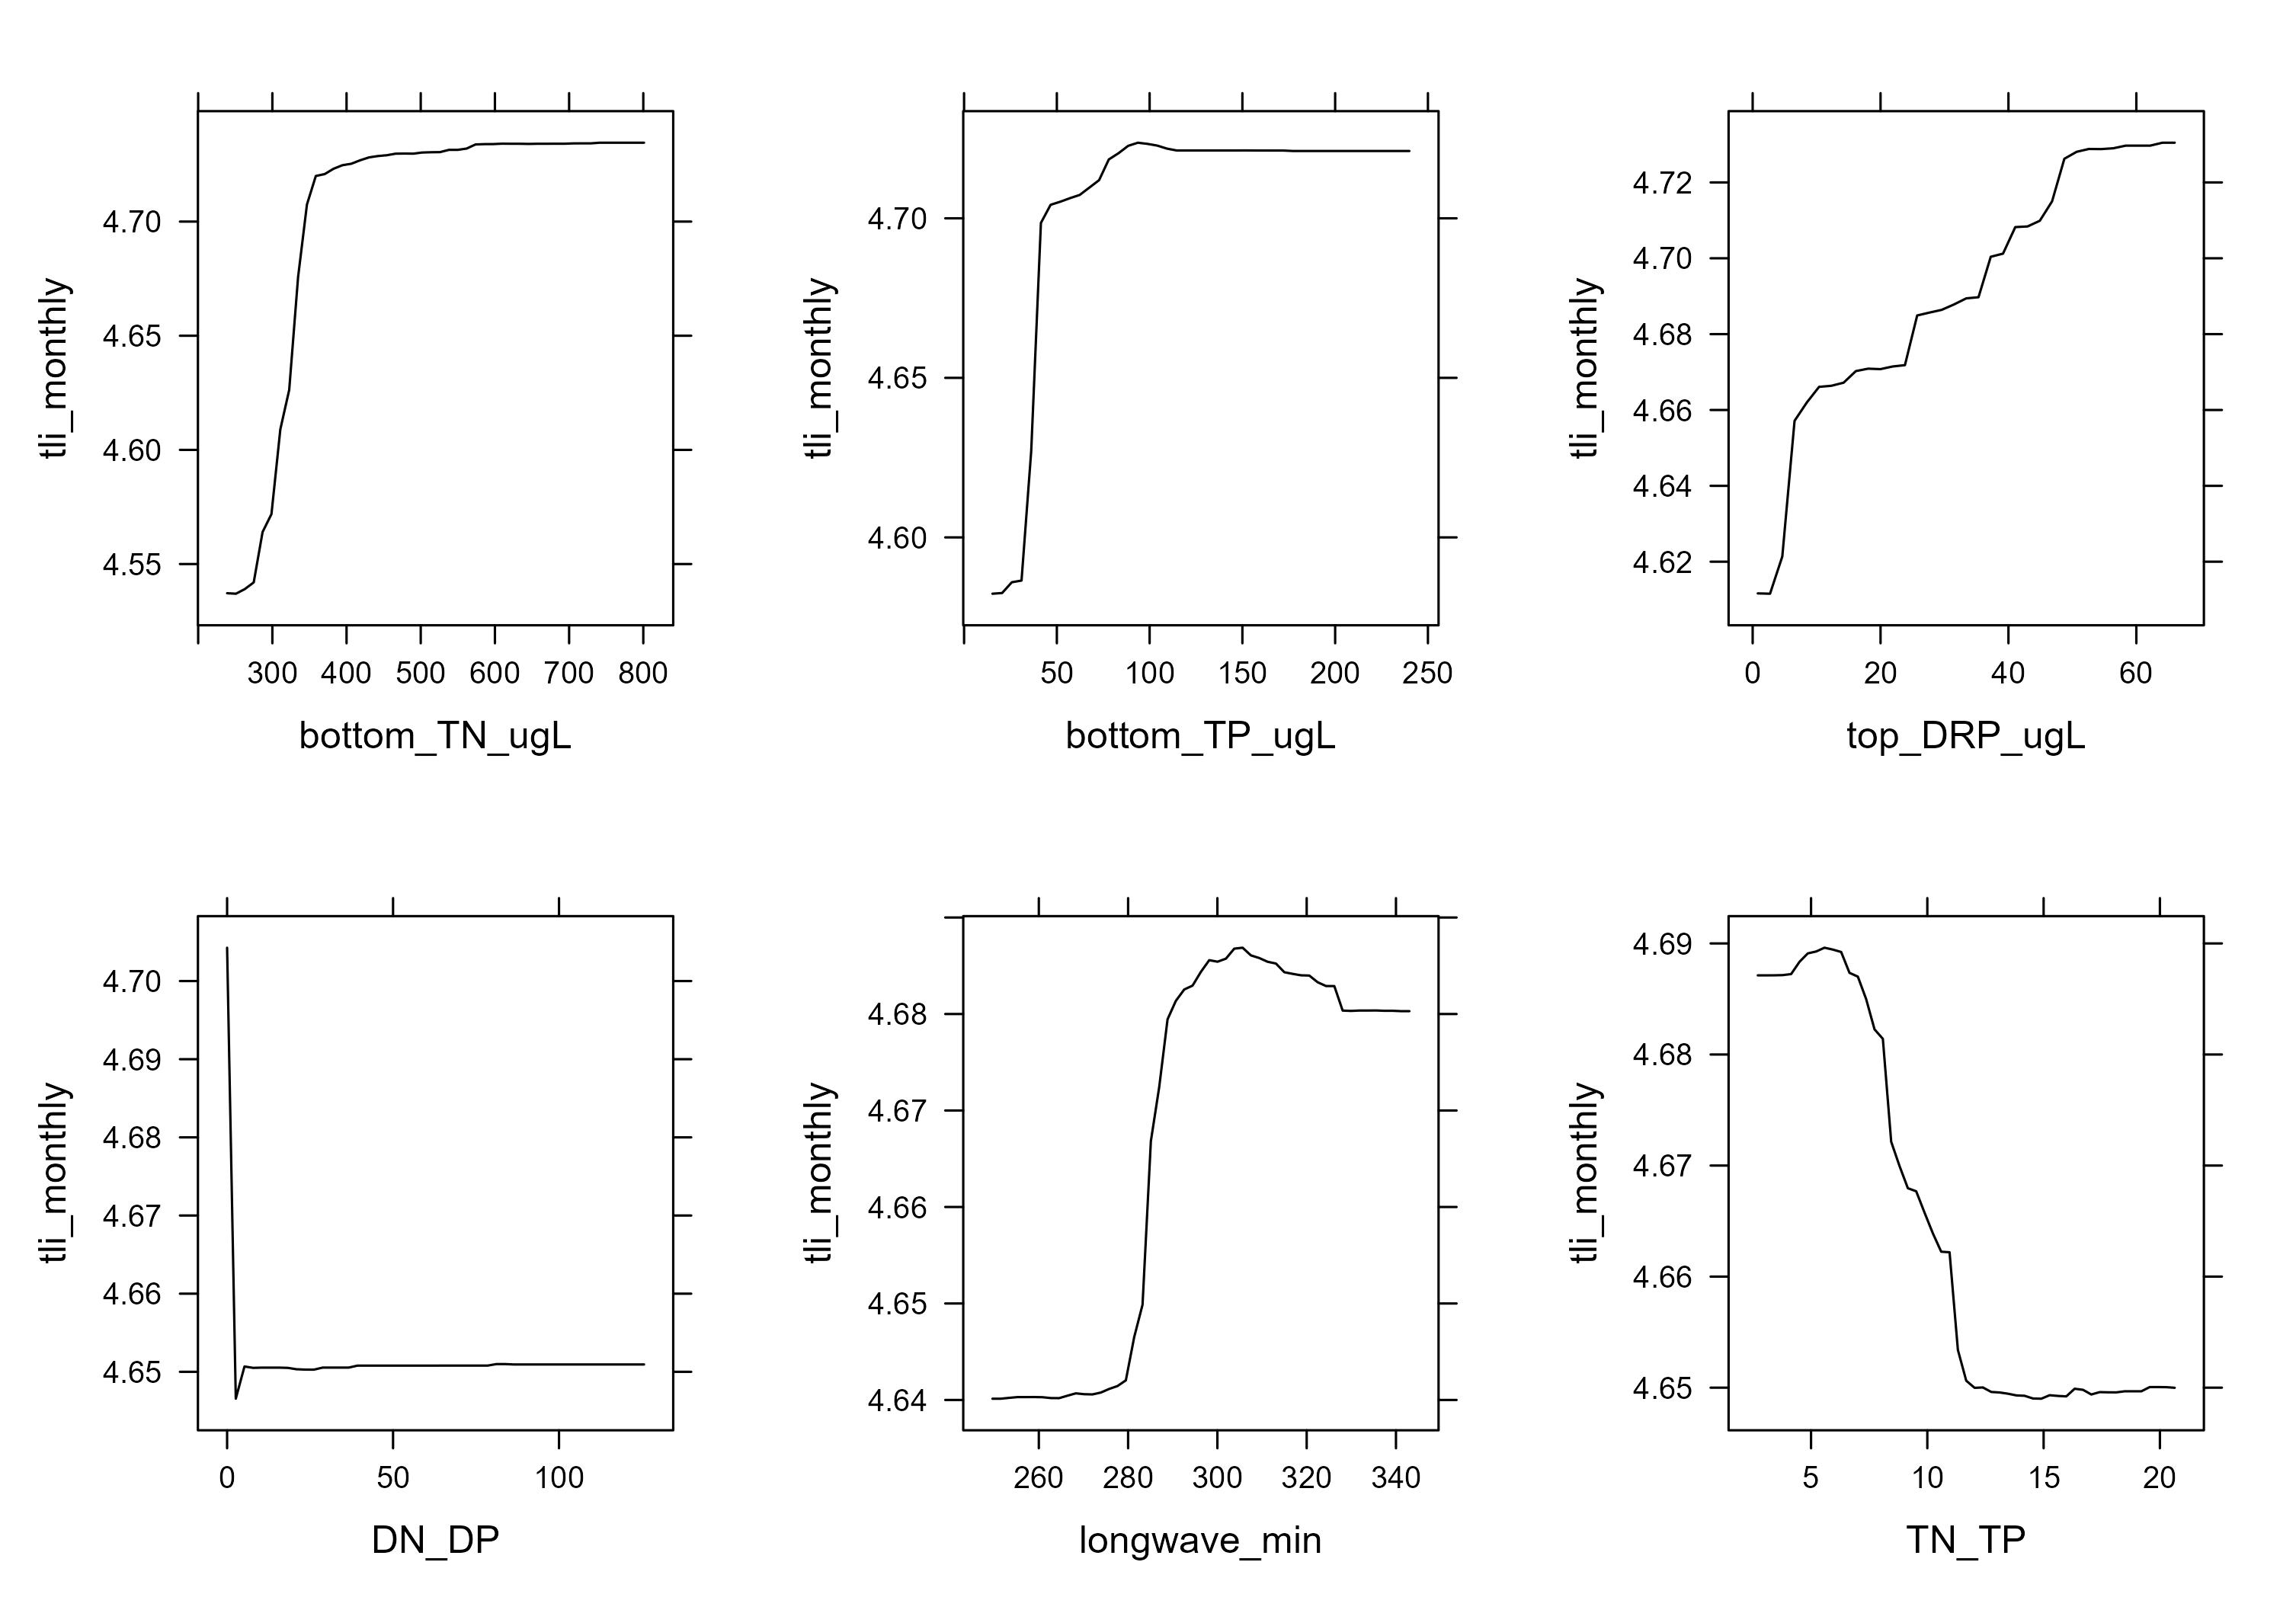 tli_monthly
4.70
4.65
4.60
4.55
300 400 500 600 700 800
bottom_TN_ugL
tli_monthly
4.70
4.65
4.60
50 100 150 200 250
bottom_TP_ugL
tli_monthly
4.72
4.70
4.68
4.66
4.64
4.62
0 20 40 60
top_DRP_ugL
tli_monthly
4.70
4.69
4.68
4.67
4.66
4.65
0 50 100
DN_DP
tli_monthly
4.68
4.67
4.66
4.65
4.64
260 280 300 320 340
longwave_min
tli_monthly
4.69
4.68
4.67
4.66
4.65
5 10 15 20
TN_TP